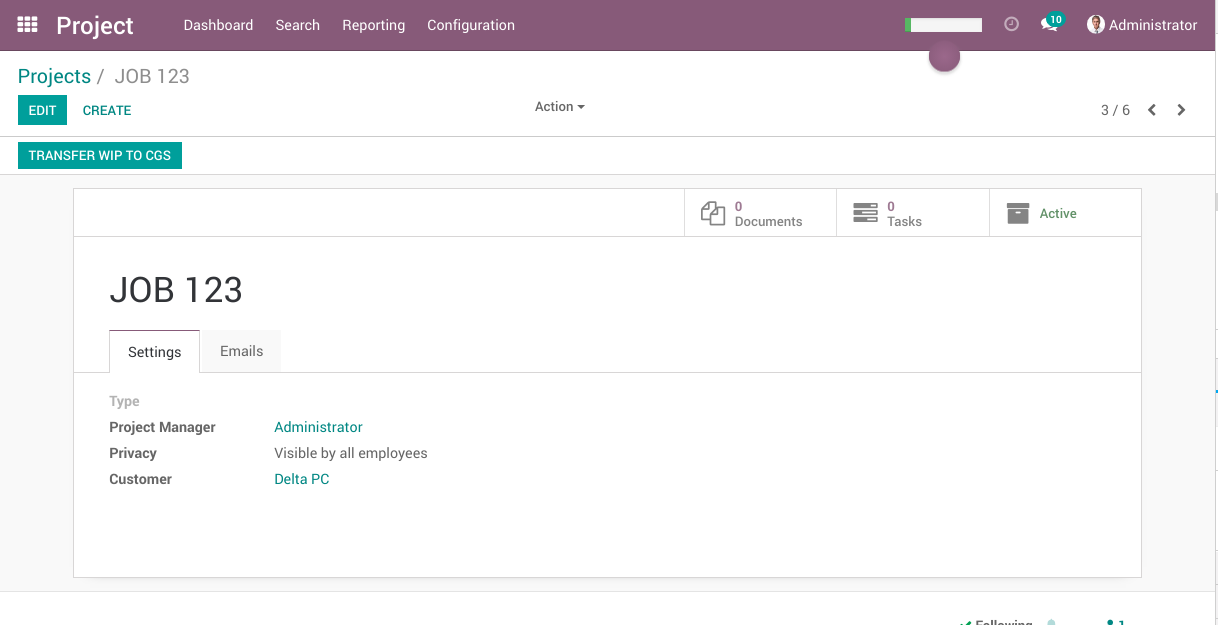 Project Dashboard Search Reporting Configuration 10 Administrator
Projects / JOB 123
EDIT CREATE Action 3 / 6
TRANSFER WIP TO CGS
0 Documents 0 Tasks Active
JOB 123
Settings Emails
Type
Project Manager Administrator
Privacy Visible by all employees
Customer Delta PC
Following 1